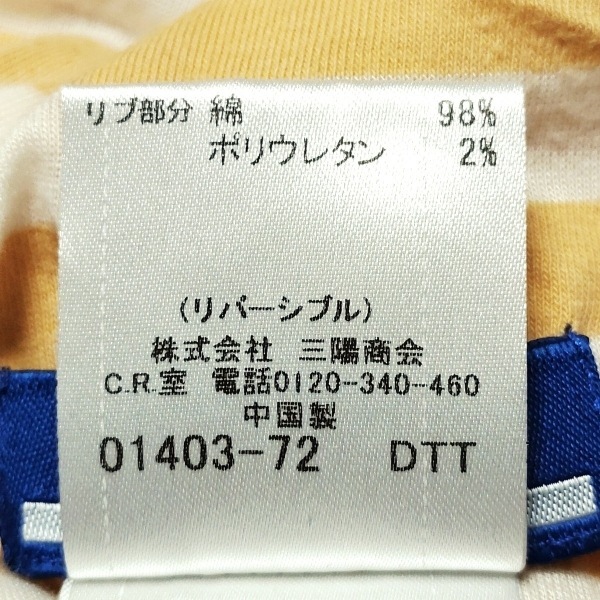 リブ部分 綿 98%
ポリウレタン 2%
(リバーシブル)
株式会社 三陽商会
C.R.室 電話0120-340-460
中国製
01403-72 DTT